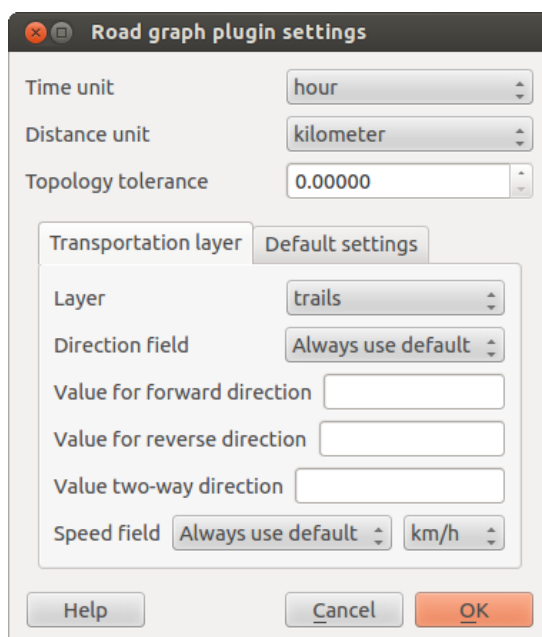 Road graph plugin settings
Time unit hour
Distance unit kilometer
Topology tolerance 0.00000
Transportation layer Default settings
Layer trails
Direction field Always use default
Value for forward direction
Value for reverse direction
Value two-way direction
Speed field Always use default km/h
Help Cancel OK